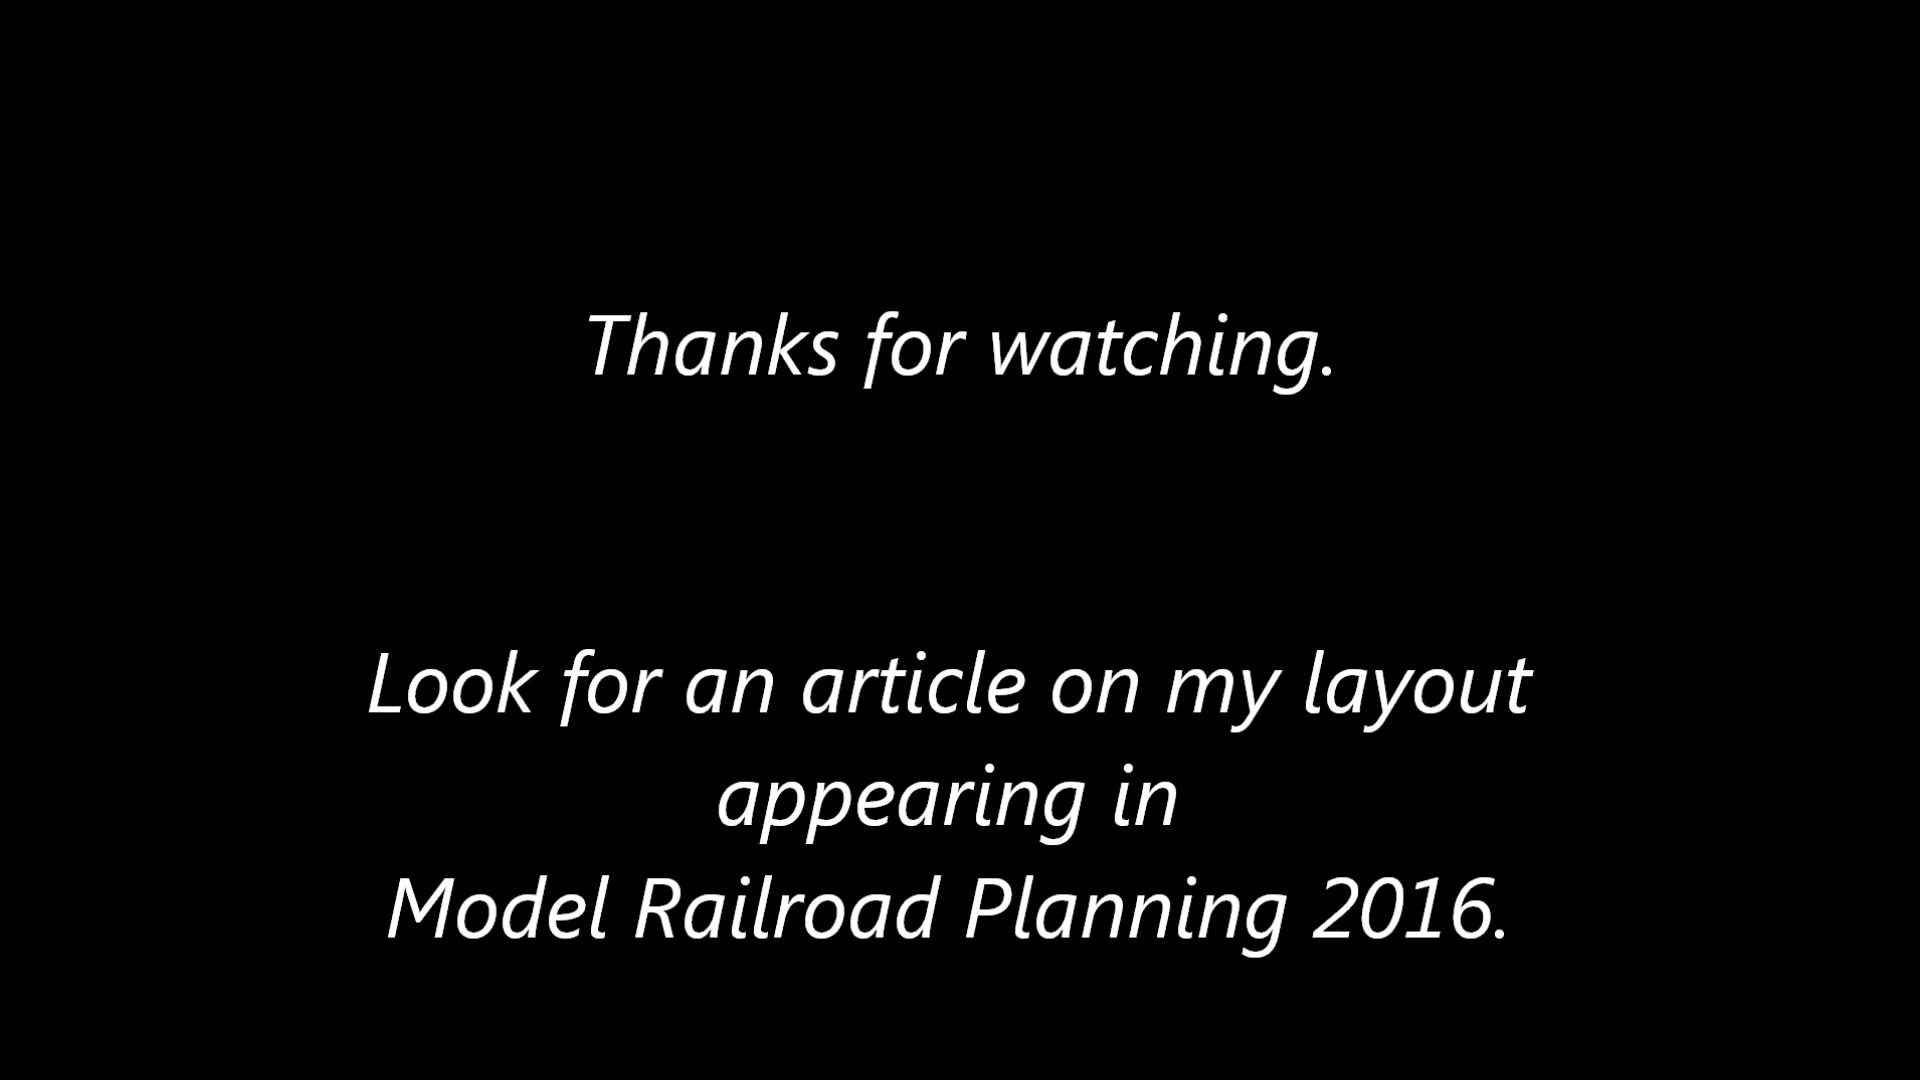 Thanks for watching.
Look for an article on my layout
appearing in
Model Railroad Planning 2016.